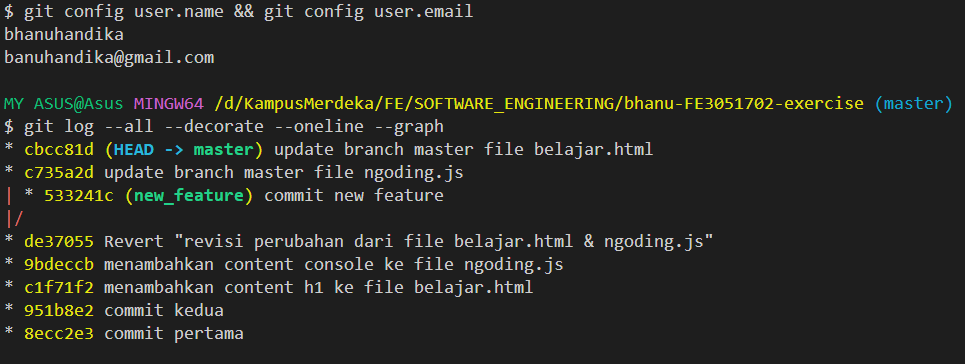 $ git config user.name && git config user.email
bhanuhandika
banuhandika@gmail.com
MY ASUS@Asus MINGW64 /d/KampusMerdeka/FE/SOFTWARE_ENGINEERING/bhanu-FE3051702-exercise (master)
$ git log --all --decorate --oneline --graph
* cbcc81d (HEAD -> master) update branch master file belajar.html
* c735a2d update branch master file ngoding.js
| * 533241c (new_feature) commit new feature
|/
* de37055 Revert "revisi perubahan dari file belajar.html & ngoding.js"
* 9bdeccb menambahkan content console ke file ngoding.js
* c1f71f2 menambahkan content h1 ke file belajar.html
* 951b8e2 commit kedua
* 8ecc2e3 commit pertama